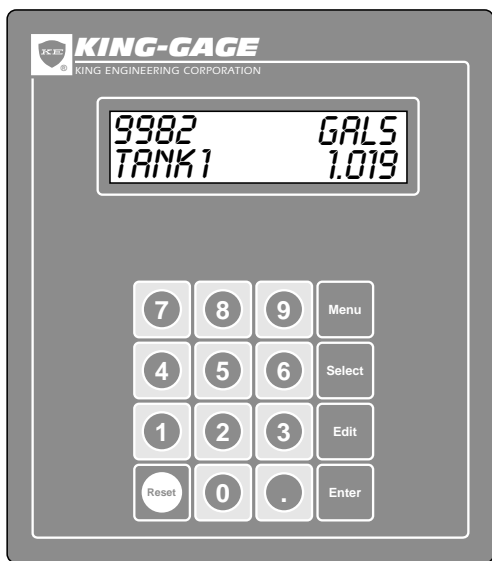 KE
®
KING-GAGE
KING ENGINEERING CORPORATION
9982 GALS
TANK1 1.019
7 8 9 Menu
4 5 6 Select
1 2 3 Edit
Reset 0 . Enter